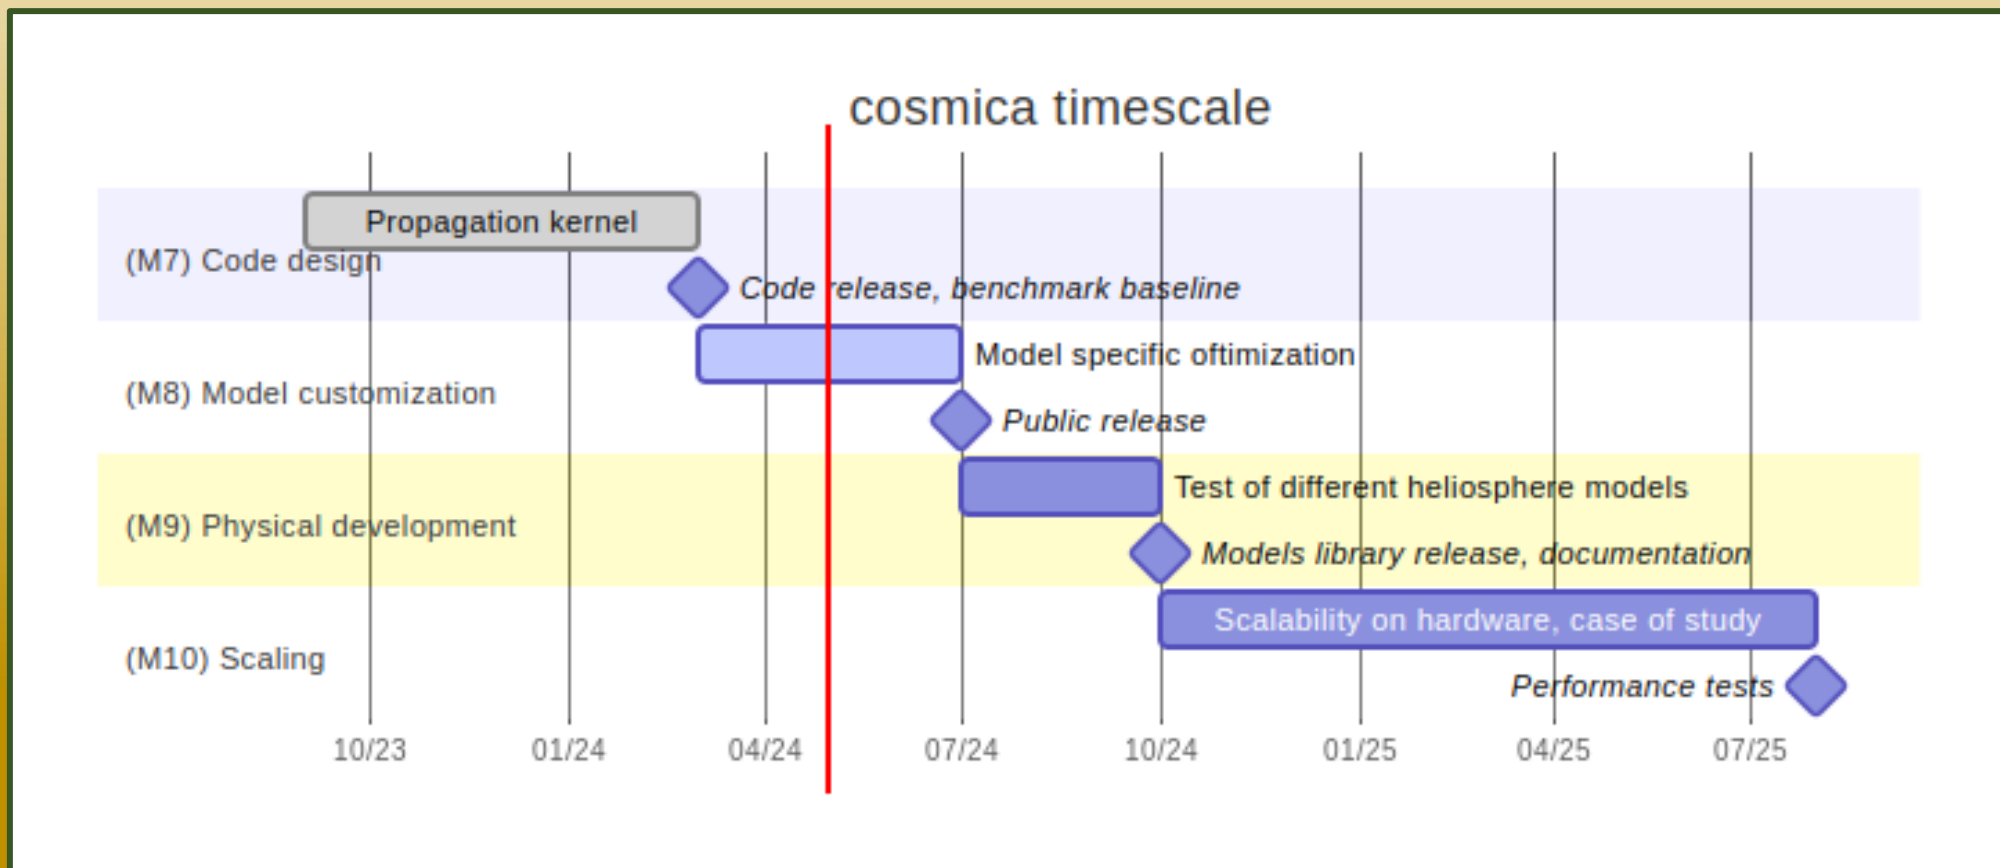 cosmica timescale
Propagation kernel
(M7) Code design
Code release, benchmark baseline
Model specific oftimization
(M8) Model customization
Public release
Test of different heliosphere models
(M9) Physical development
Models library release, documentation
Scalability on hardware, case of study
(M10) Scaling
Performance tests
10/23 01/24 04/24 07/24 10/24 01/25 04/25 07/25